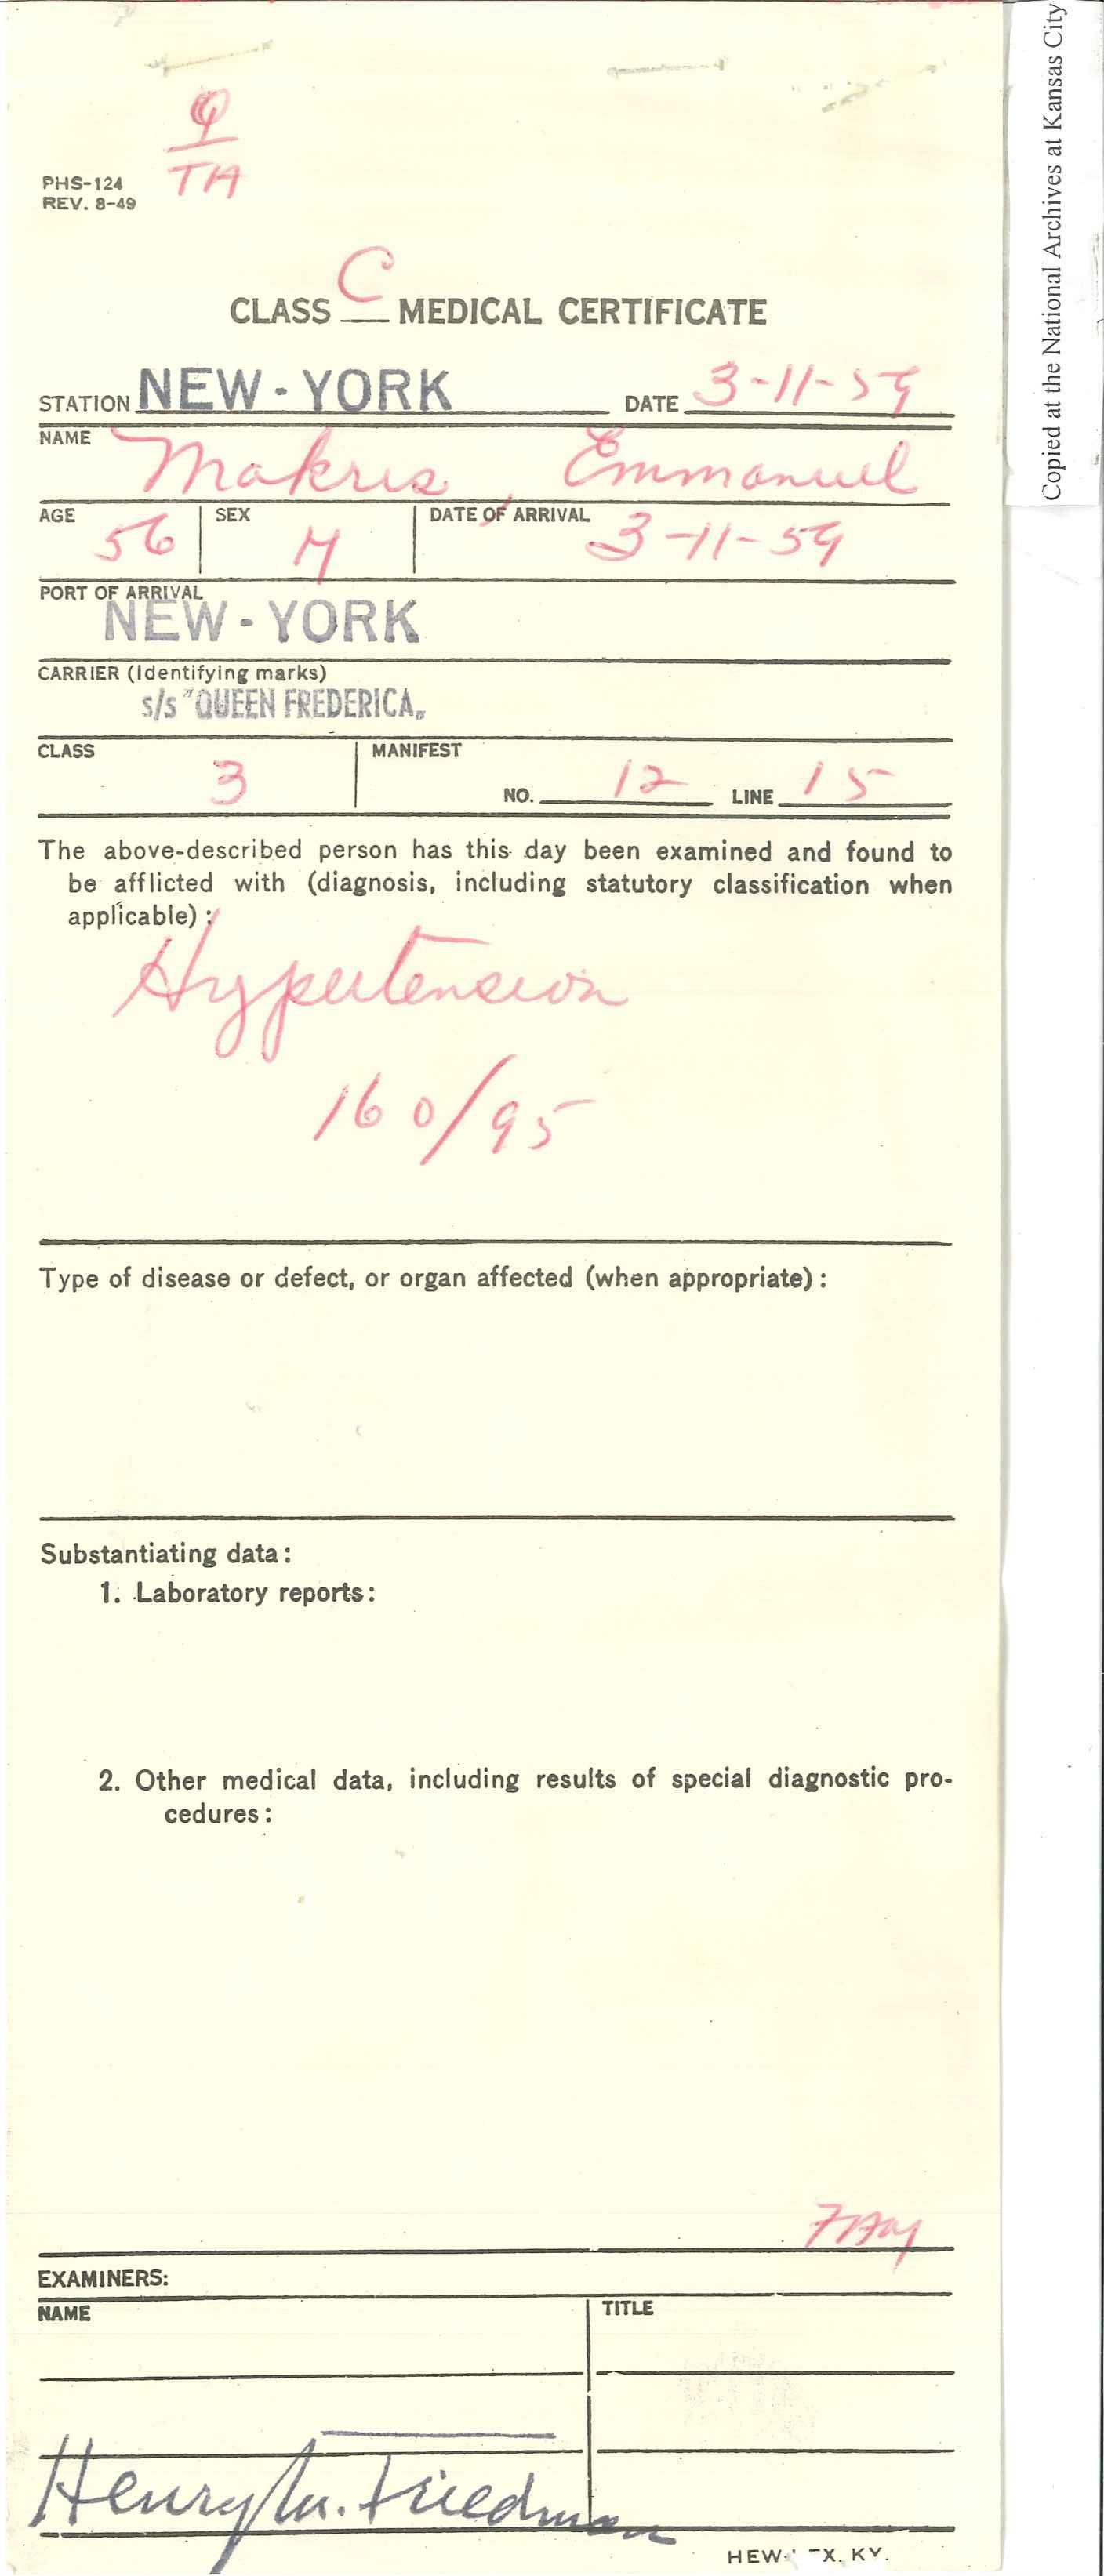 Copied at the National Archives at Kansas City
TA
PHS-124
REV. 8-49
C
CLASS __ MEDICAL CERTIFICATE
STATION NEW-YORK DATE 3-11-59
NAME
Makris, Emmanuel
AGE SEX DATE OF ARRIVAL
56 M 3-11-59
PORT OF ARRIVAL
NEW-YORK
CARRIER (Identifying marks)
s/s "QUEEN FREDERICA„
CLASS MANIFEST
3 NO. 12 LINE 15
The above-described person has this day been examined and found to
be afflicted with (diagnosis, including statutory classification when
applicable):
Hypertension
160/95
Type of disease or defect, or organ affected (when appropriate):
Substantiating data:
1. Laboratory reports:
2. Other medical data, including results of special diagnostic pro-
cedures:
EXAMINERS:
NAME TITLE
Henry M. Friedman
HEW- EX. KY.